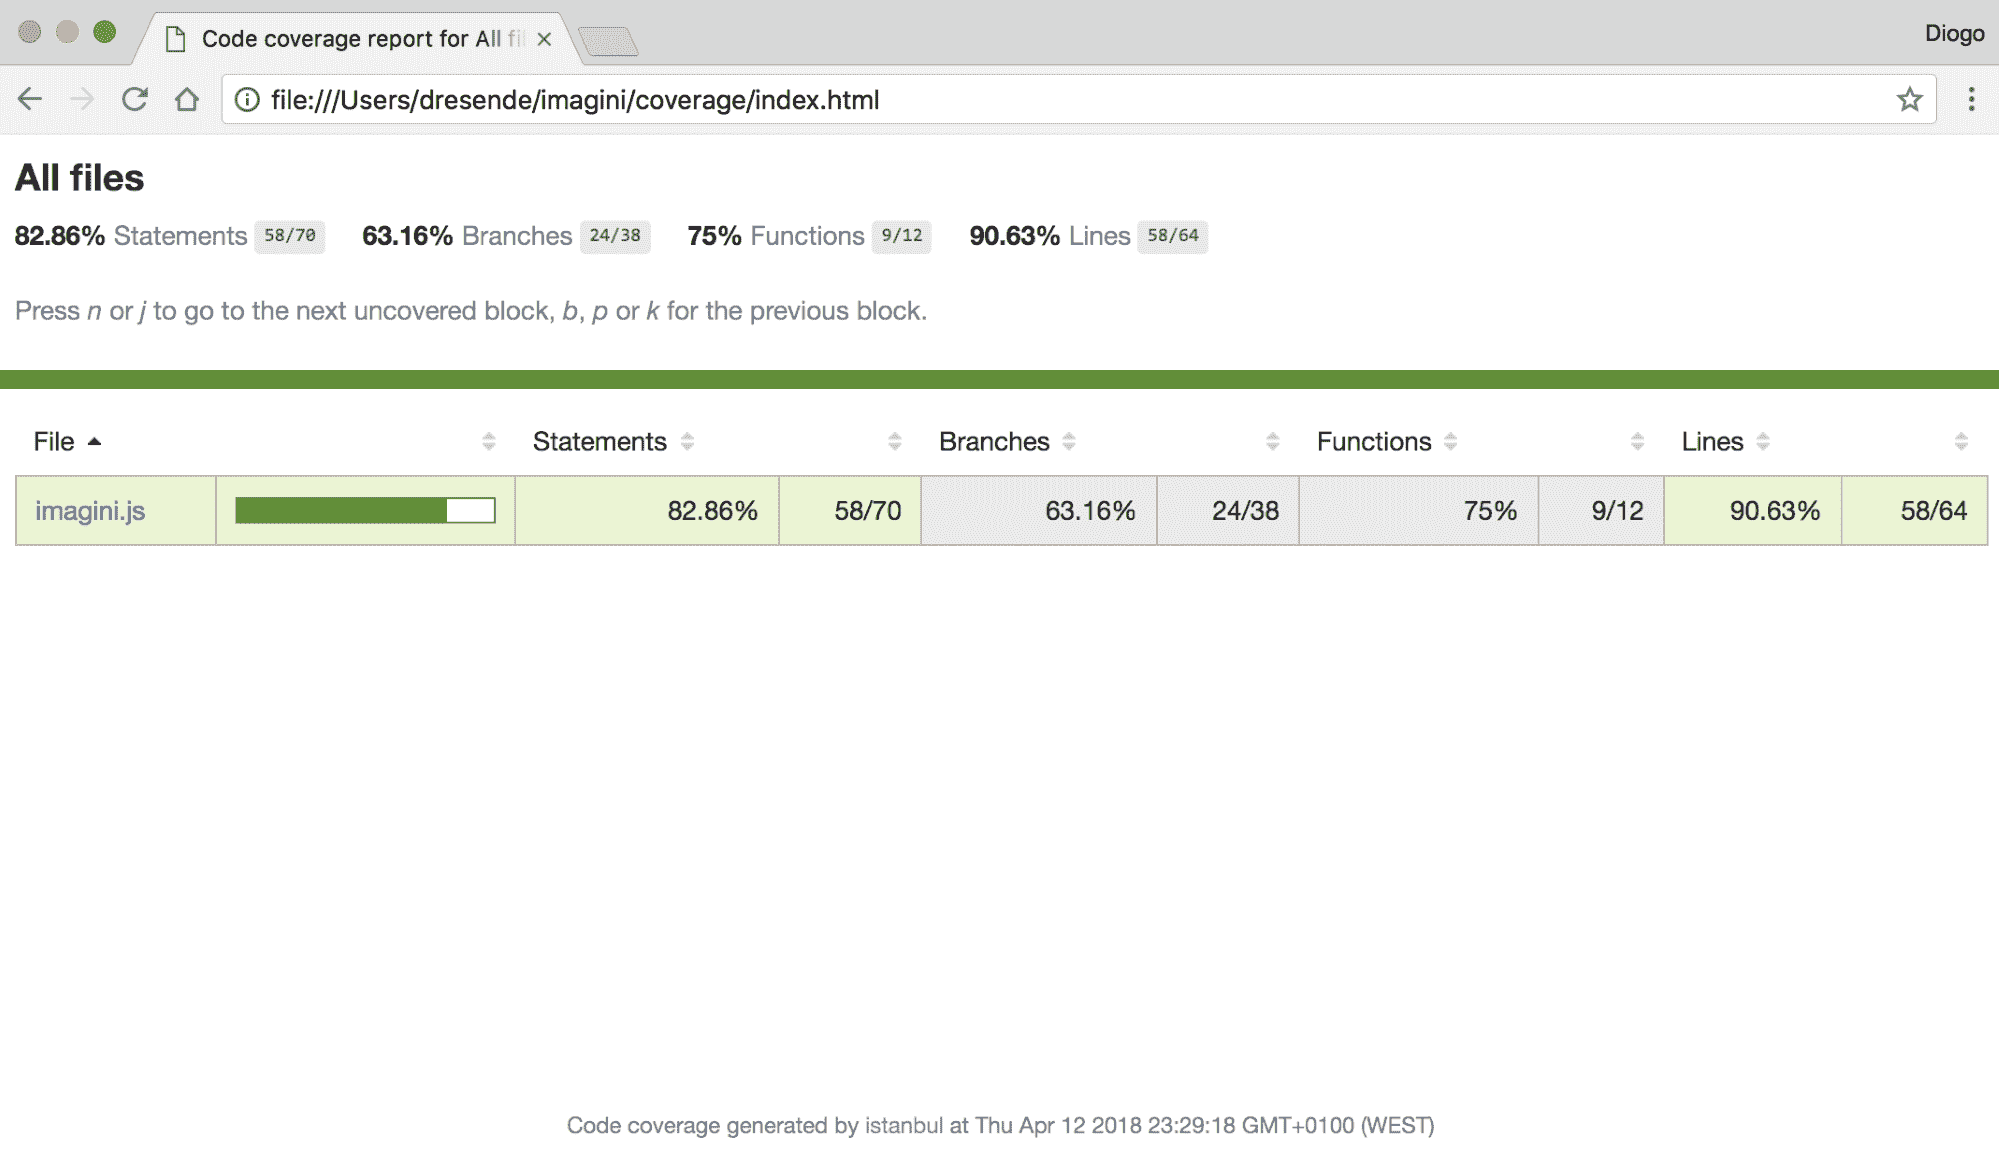 Code coverage report for All fil
Diogo
file:///Users/dresende/imagini/coverage/index.html
All files
82.86% Statements 58/70 63.16% Branches 24/38 75% Functions 9/12 90.63% Lines 58/64
Press n or j to go to the next uncovered block, b, p or k for the previous block.
File Statements Branches Functions Lines
imagini.js 82.86% 58/70 63.16% 24/38 75% 9/12 90.63% 58/64
Code coverage generated by istanbul at Thu Apr 12 2018 23:29:18 GMT+0100 (WEST)